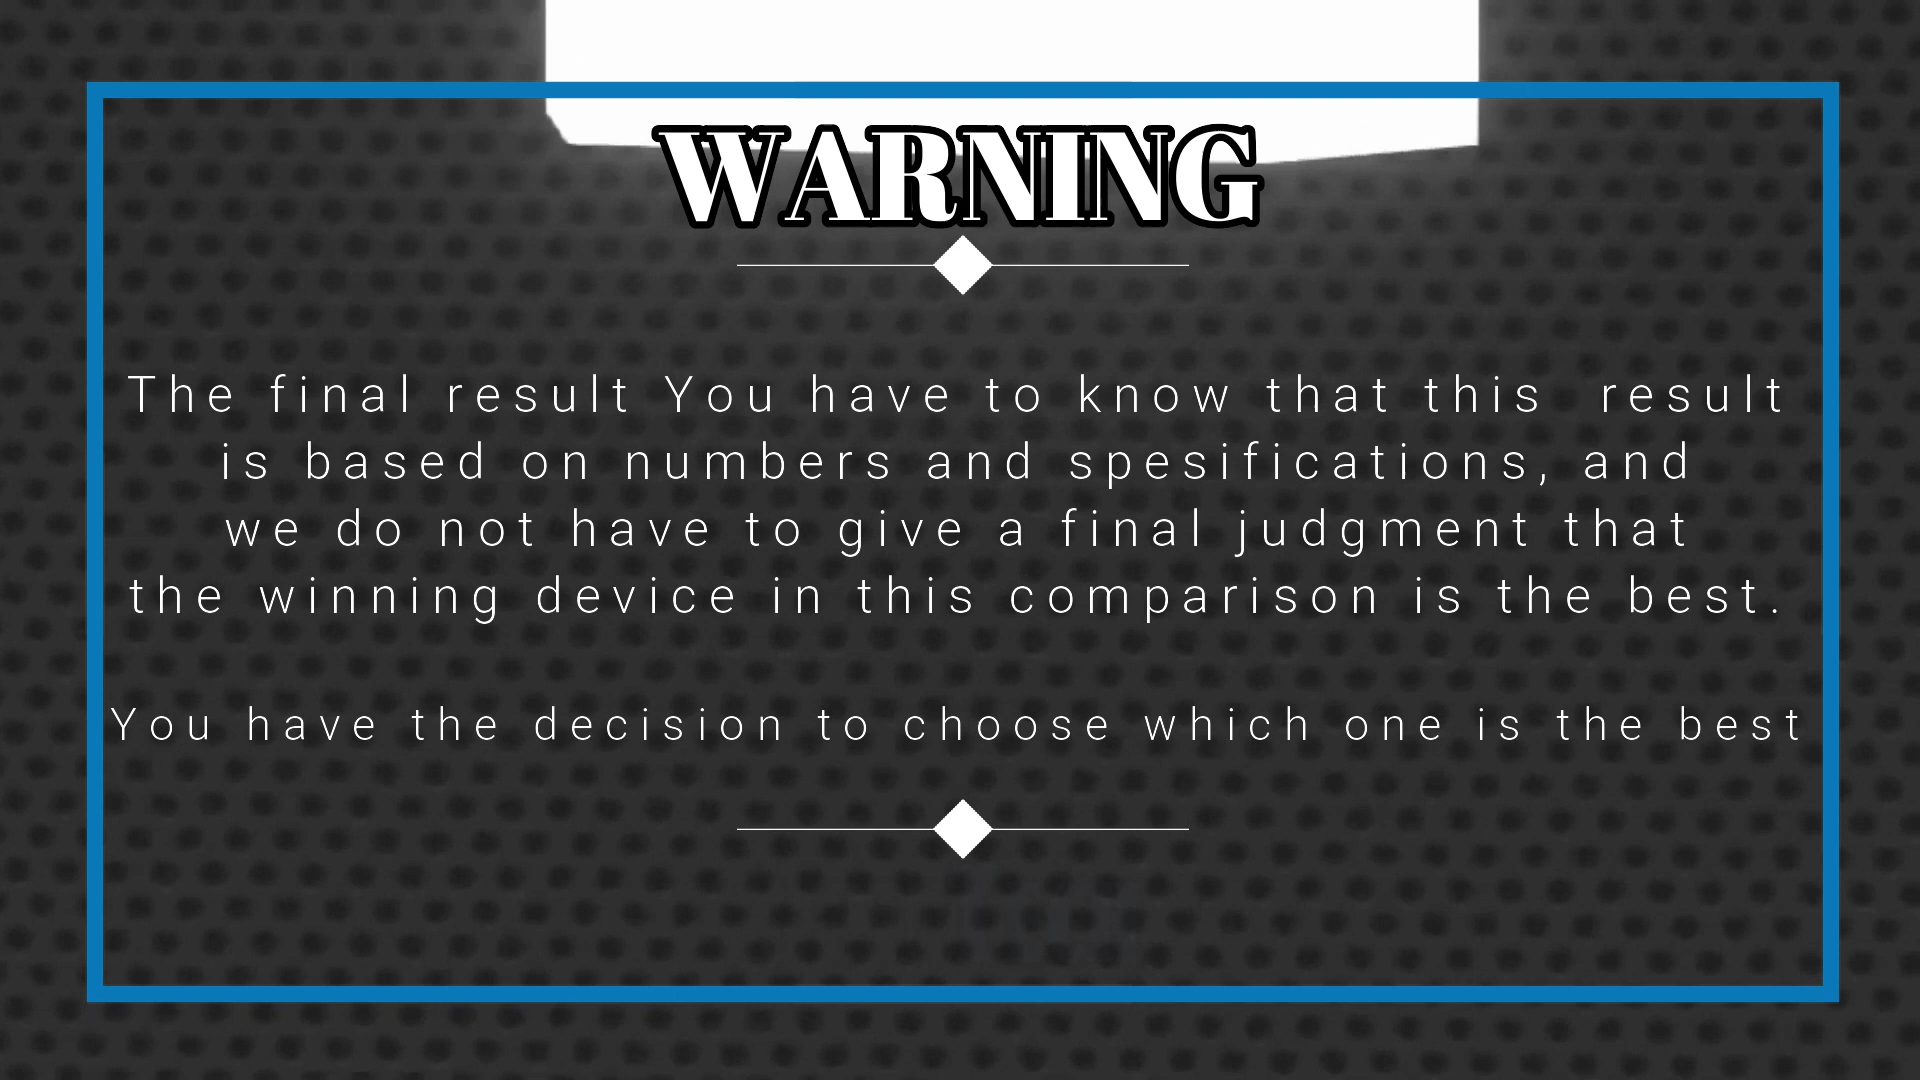 WARNING
The final result You have to know that this result
is based on numbers and spesifications, and
we do not have to give a final judgment that
the winning device in this comparison is the best.
You have the decision to choose which one is the best